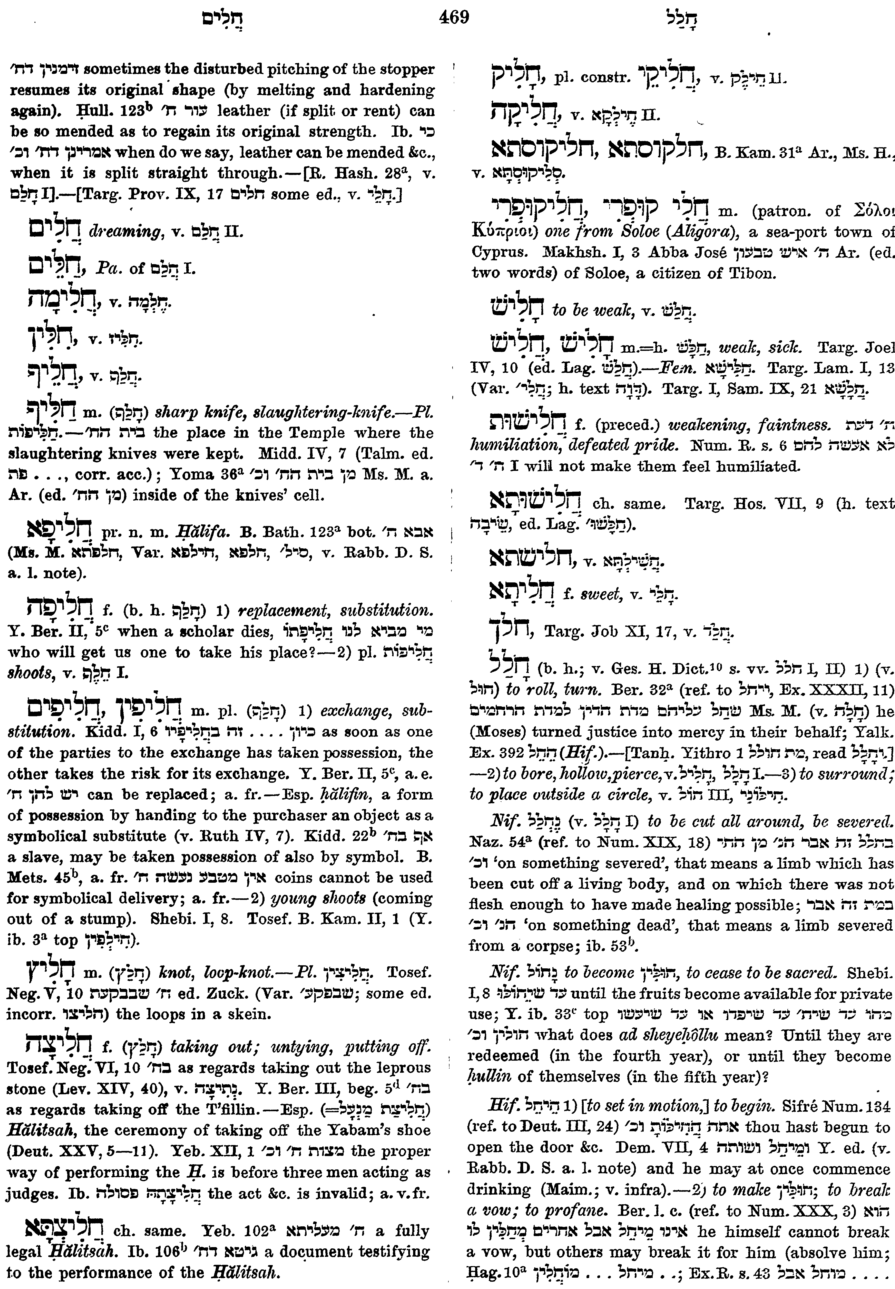 חֲלִים 469 חָלַל
זימנין דח׳ sometimes the disturbed pitching of the stopper
resumes its original shape (by melting and hardening
again). Ḥull. 123ᵇ עור ח׳ leather (if split or rent) can
be so mended as to regain its original strength. Ib. כי
אמרינן דח׳ וכ׳ when do we say, leather can be mended &c.,
when it is split straight through.—[R. Hash. 28ᵃ, v.
חֲלַם I].—[Targ. Prov. IX, 17 חלים some ed., v. חֲלֵי.]
חֲלִים dreaming, v. חֲלַם II.
חַלֵּים, Pa. of חֲלַם I.
חֲלִימָה, v.
חִלִּין, v.
חַלֵּיף, v. חֲלַף.
חָלִיף m. (חָלַף) sharp knife, slaughtering-knife.—Pl.
חֲלִיפוֹת.—בית הח׳ the place in the Temple where the
slaughtering knives were kept. Midd. IV, 7 (Talm. ed.
פת . . ., corr. acc.); Yoma 36ᵃ מן בית הח׳ וכ׳ Ms. M. a.
Ar. (ed. מן הח׳) inside of the knives' cell.
חֲלִיפָא pr. n. m. Ḥălifa. B. Bath. 123ᵃ bot. אבא ח׳
(Ms. M. חלפתא, Var. חילפא, חלפא, סיל׳, v. Rabb. D. S.
a. l. note).
חֲלִיפָה f. (b. h. חָלַף) 1) replacement, substitution.
Y. Ber. II, 5ᶜ when a scholar dies, מי מביא לנו חֲלִיפָתוֹ
who will get us one to take his place?—2) pl. חֲלִיפוֹת
shoots, v. חֵלֶף I.
חֲלִיפִין, חֲלִיפִים m. pl. (חָלַף) 1) exchange, sub-
stitution. Kidd. I, 6 כיון . . . . זה בחֲלִיפָיו as soon as one
of the parties to the exchange has taken possession, the
other takes the risk for its exchange. Y. Ber. II, 5ᶜ, a. e.
יש להן ח׳ can be replaced; a. fr.—Esp. ḥălifin, a form
of possession by handing to the purchaser an object as a
symbolical substitute (v. Ruth IV, 7). Kidd. 22ᵇ אף בח׳
a slave, may be taken possession of also by symbol. B.
Mets. 45ᵇ, a. fr. אין מטבע נעשה ח׳ coins cannot be used
for symbolical delivery; a. fr.—2) young shoots (coming
out of a stump). Shebi. I, 8. Tosef. B. Kam. II, 1 (Y.
ib. 3ᵃ top חילפין).
חָלִיץ m. (חָלַץ) knot, loop-knot.—Pl. חֲלִיצִין. Tosef.
Neg. V, 10 ח׳ שבבקעת ed. Zuck. (Var. שבפקע׳; some ed.
incorr. חליצו) the loops in a skein.
חֲלִיצָה f. (חָלַץ) taking out; untying, putting off.
Tosef. Neg. VI, 10 בח׳ as regards taking out the leprous
stone (Lev. XIV, 40), v. נְתִיצָה. Y. Ber. III, beg. 5ᵈ בח׳
as regards taking off the T'fillin.—Esp. (=חֲלִיצַת מִנְעָל)
Hălitsah, the ceremony of taking off the Yabam's shoe
(Deut. XXV, 5—11). Yeb. XII, 1 מצות ח׳ וכ׳ the proper
way of performing the Ḥ. is before three men acting as
judges. Ib. חֲלִיצָתָהּ פסולה the act &c. is invalid; a. v. fr.
חֲלִיצְתָּא ch. same. Yeb. 102ᵃ ח׳ מעליתא a fully
legal Ḥălitsah. Ib. 106ᵇ גיטא דח׳ a document testifying
to the performance of the Ḥălitsah.
חָלִיק, pl. constr. חֲלִיקֵי, v. חֵילֶק II.
חֲלִיקָה, v. חֶילְקָא II.
חליקוסתא, חלקוסתא, B. Kam. 31ᵃ Ar., Ms. H.,
v. סְלִיקוּסְתָּא.
חֲלִיקוּפְרִי, חֲלֵי קוּפְרִי m. (patron. of Σόλοι
Κύπριοι) one from Soloe (Aligora), a sea-port town of
Cyprus. Makhsh. I, 3 Abba José ח׳ איש טבעון Ar. (ed.
two words) of Soloe, a citizen of Tibon.
חָלִישׁ to be weak, v. חֲלַשׁ.
חֲלִישׁ, חָלִישׁ m.=h. חַלָּשׁ, weak, sick. Targ. Joel
IV, 10 (ed. Lag. חַלָּשׁ).—Fem. חֲלִישָׁא. Targ. Lam. I, 13
(Var. חֲלֵי׳; h. text דָּוָה). Targ. I, Sam. IX, 21 חַלָּשָׁא.
חֲלִישׁוּת f. (preced.) weakening, faintness. ח׳ דעת
humiliation, defeated pride. Num. R. s. 6 לא אעשה להם
ח׳ ד׳ I will not make them feel humiliated.
חֲלִישׁוּתָא ch. same. Targ. Hos. VII, 9 (h. text
שֵׂיבָה, ed. Lag. חַלָּשׁוּ׳).
חלישתא, v. חֲשִׁילְתָּא.
חֲלִיתָא f. sweet, v. חֲלֵי.
חלך, Targ. Job XI, 17, v.
חָלַל (b. h.; v. Ges. H. Dict.¹⁰ s. vv. חלל I, II) 1) (v.
חול) to roll, turn. Ber. 32ᵃ (ref. to ויחל, Ex. XXXII, 11)
שחל עליהם מדת הדין למדת הרחמים Ms. M. (v. חָלָה) he
(Moses) turned justice into mercy in their behalf; Yalk.
Ex. 392 החל (Hif.).—[Tanḥ. Yithro 1 מת חולל, read וְחָלָל.]
—2) to bore, hollow, pierce, v. חָלִיל, חָלָל I.—3) to surround;
to place outside a circle, v. חול III, חִילוֹנִי.
Nif. נֶחֱלַל (v. חָלָל I) to be cut all around, be severed.
Naz. 54ᵃ (ref. to Num. XIX, 18) בחלל זה אבר הנ׳ מן החי
וכ׳ 'on something severed', that means a limb which has
been cut off a living body, and on which there was not
flesh enough to have made healing possible; במת זה אבר
הנ׳ וכ׳ 'on something dead', that means a limb severed
from a corpse; ib. 53ᵇ.
Nif. נָחוֹל to become חוּלִּין, to cease to be sacred. Shebi.
I, 8 עד שיחולו until the fruits become available for private
use; Y. ib. 33ᶜ top מהו עד שיח׳ עד שיפדו או עד שיעשו
חולין וכ׳ what does ad sheyeḥôllu mean? Until they are
redeemed (in the fourth year), or until they become
ḥullin of themselves (in the fifth year)?
Hif. הֵיחֵל 1) [to set in motion,] to begin. Sifré Num. 134
(ref. to Deut. III, 24) אתה הֲחִילּוֹתָ וכ׳ thou hast begun to
open the door &c. Dem. VII, 4 ומֵיחֵל ושותה Y. ed. (v.
Rabb. D. S. a. l. note) and he may at once commence
drinking (Maim.; v. infra).—2) to make חוּלִּין; to break
a vow; to profane. Ber. l. c. (ref. to Num. XXX, 3) הוא
אינו מֵיחֵל אבל אחרים מְחִלִּין לו he himself cannot break
a vow, but others may break it for him (absolve him;
Ḥag. 10ᵃ מוֹחֲלִין . . . מיחל . .; Ex. R. s. 43 מוחל אבל . . . .